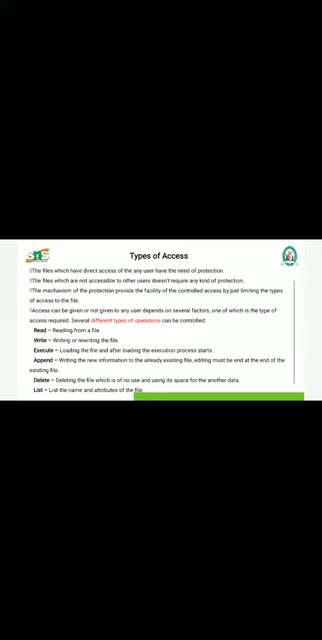 sns
Types of Access
The files which have direct access of the any user have the need of protection.
The files which are not accessible to other users doesn't require any kind of protection.
The mechanism of the protection provide the facility of the controlled access by just limiting the types
of access to the file.
Access can be given or not given to any user depends on several factors, one of which is the type of
access required. Several different types of operations can be controlled:
Read – Reading from a file.
Write – Writing or rewriting the file.
Execute – Loading the file and after loading the execution process starts.
Append – Writing the new information to the already existing file, editing must be end at the end of the
existing file.
Delete – Deleting the file which is of no use and using its space for the another data.
List – List the name and attributes of the file.